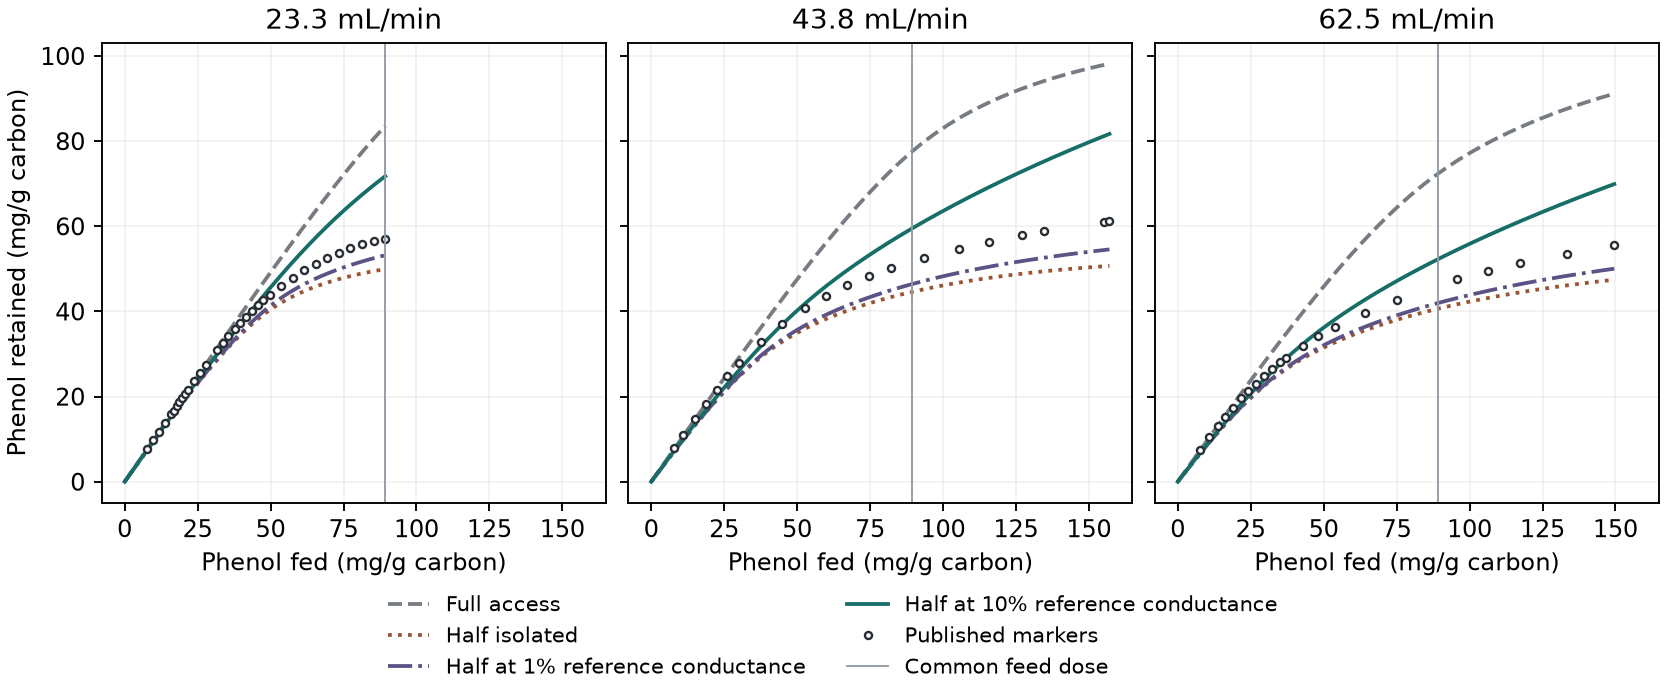 23.3 mL/min
43.8 mL/min
62.5 mL/min
Phenol retained (mg/g carbon)
100
80
60
40
20
0
0 25 50 75 100 125 150
0 25 50 75 100 125 150
0 25 50 75 100 125 150
Phenol fed (mg/g carbon)
Phenol fed (mg/g carbon)
Phenol fed (mg/g carbon)
Full access
Half isolated
Half at 1% reference conductance
Half at 10% reference conductance
Published markers
Common feed dose